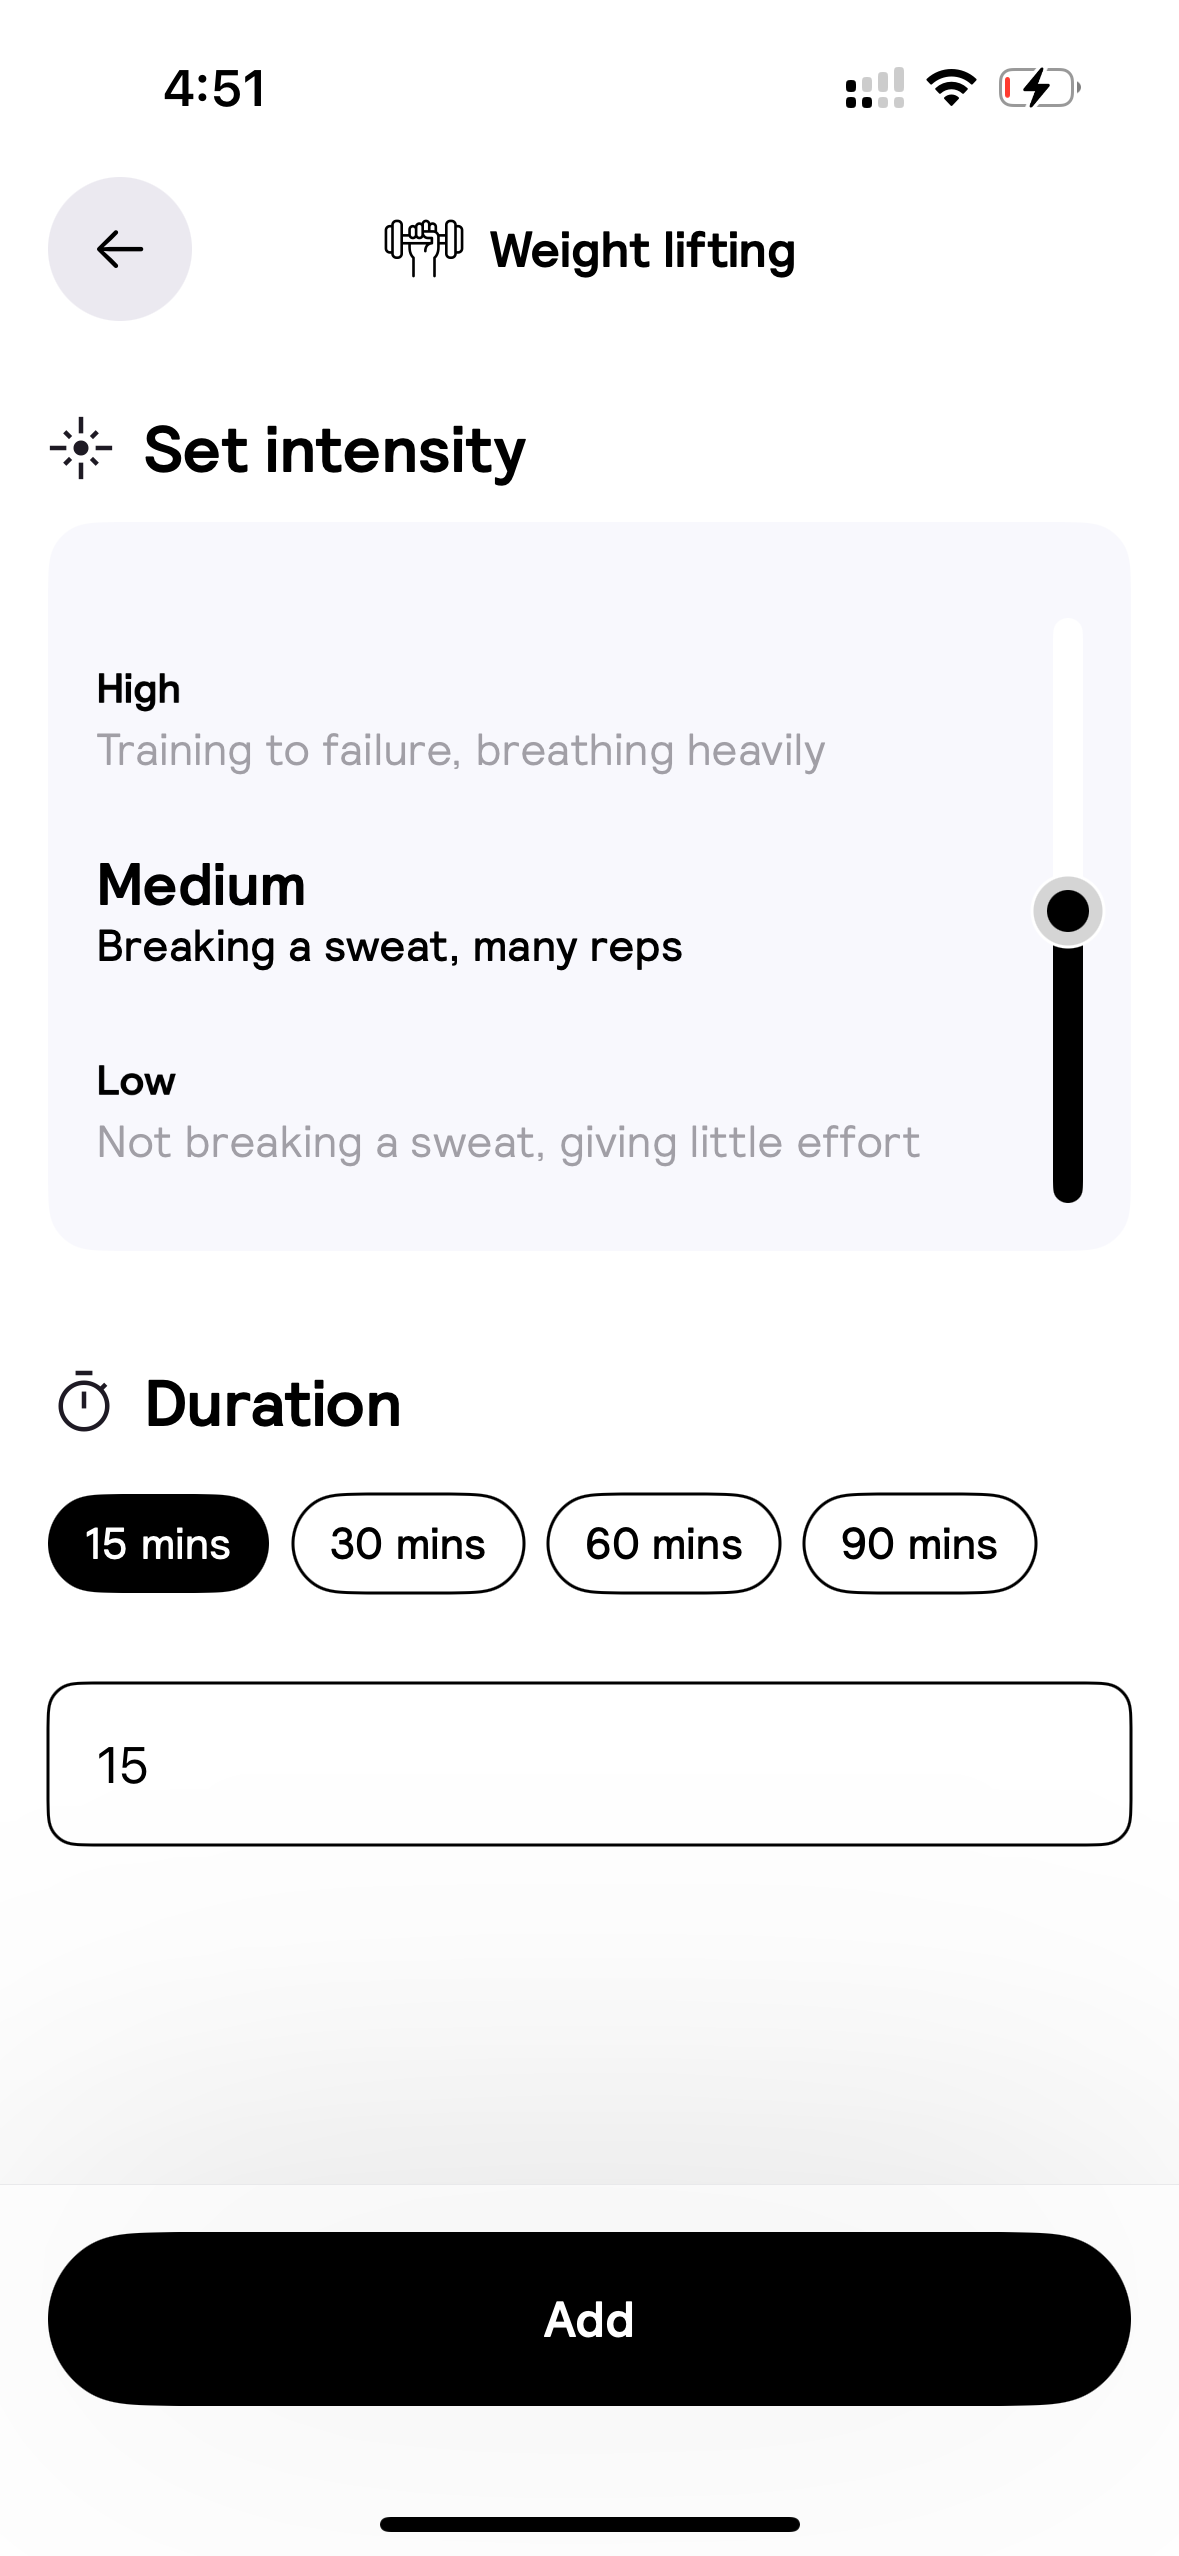 4:51
Weight lifting
Set intensity
High
Training to failure, breathing heavily
Medium
Breaking a sweat, many reps
Low
Not breaking a sweat, giving little effort
Duration
15 mins 30 mins 60 mins 90 mins
15
Add